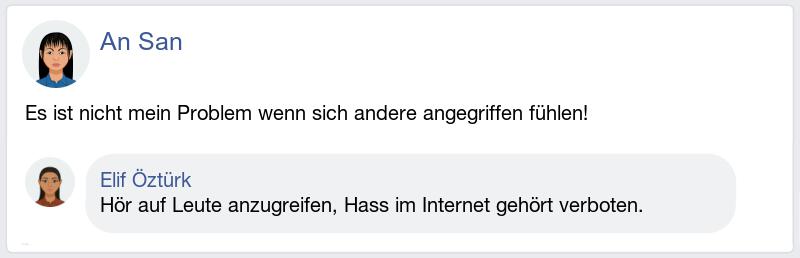 An San
Es ist nicht mein Problem wenn sich andere angegriffen fühlen!
Elif Öztürk
Hör auf Leute anzugreifen, Hass im Internet gehört verboten.